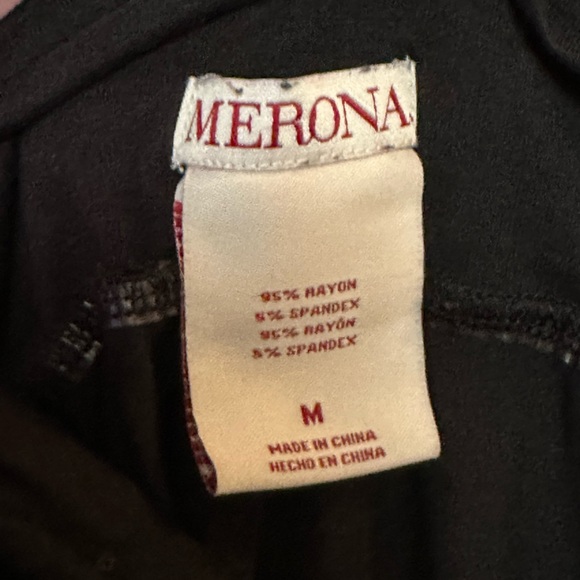 MERONA
95% RAYON
5% SPANDEX
95% RAYÓN
5% SPANDEX
M
MADE IN CHINA
HECHO EN CHINA